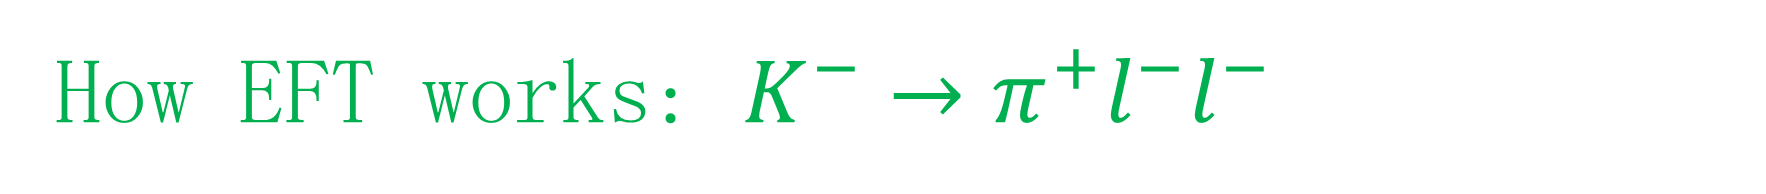 How EFT works: K⁻ → π⁺l⁻l⁻